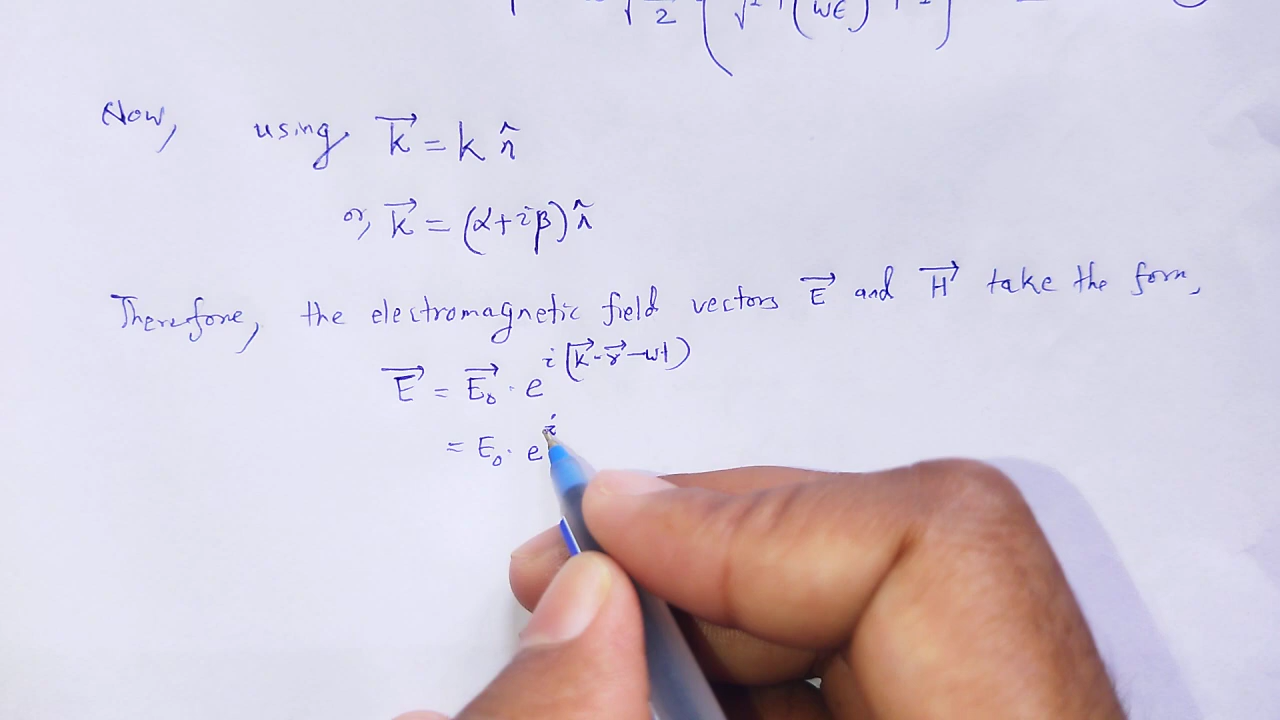 Now, using k⃗ = k n̂
or, k⃗ = (α+iβ) n̂
Therefore, the electromagnetic field vectors E⃗ and H⃗ take the form,
E⃗ = E⃗₀ · e^{i(k⃗·r⃗−ωt)}
= E₀ · e^{i